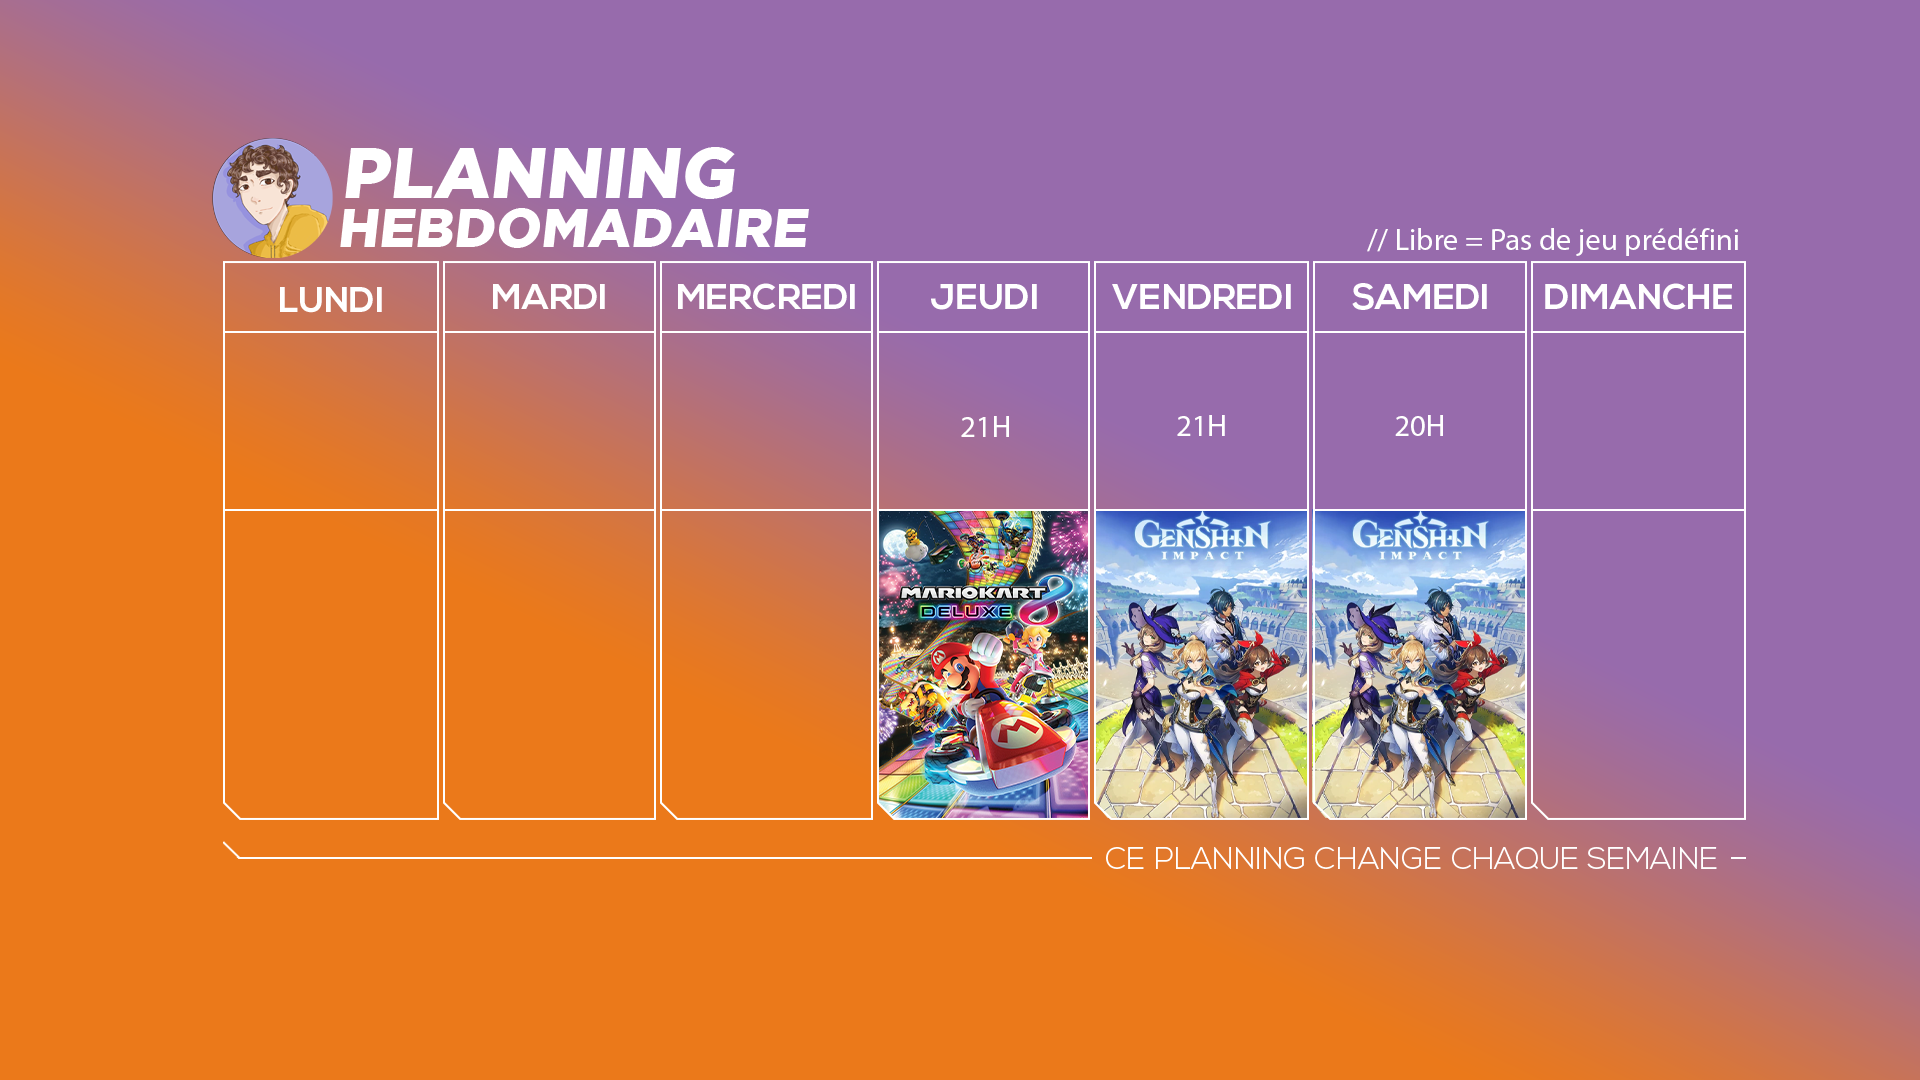 PLANNING
HEBDOMADAIRE
// Libre = Pas de jeu prédéfini
LUNDI
MARDI
MERCREDI
JEUDI
VENDREDI
SAMEDI
DIMANCHE
21H
21H
20H
MARIOKART 8
DELUXE
GENSHIN
IMPACT
GENSHIN
IMPACT
CE PLANNING CHANGE CHAQUE SEMAINE